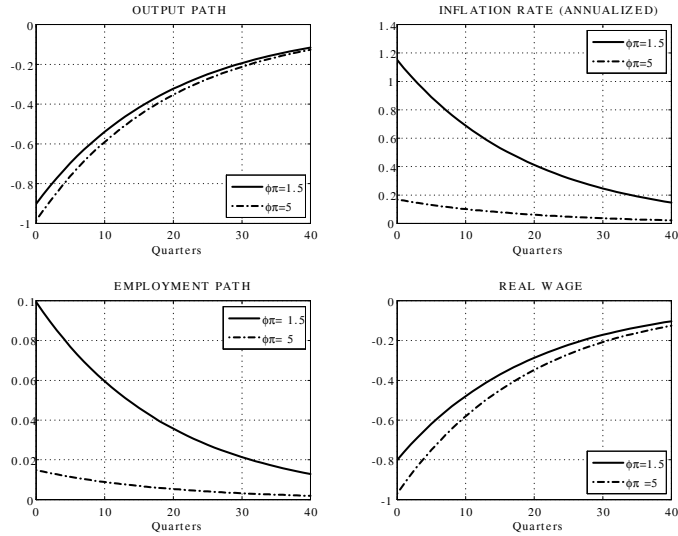 OUTPUT PATH
0
-0.2
-0.4
-0.6
-0.8
-1
0 10 20 30 40
Quarters
ϕπ=1.5
ϕπ=5
INFLATION RATE (ANNUALIZED)
1.4
1.2
1
0.8
0.6
0.4
0.2
0
0 10 20 30 40
Quarters
ϕπ=1.5
ϕπ=5
EMPLOYMENT PATH
0.1
0.08
0.06
0.04
0.02
0
0 10 20 30 40
Quarters
ϕπ= 1.5
ϕπ= 5
REAL WAGE
0
-0.2
-0.4
-0.6
-0.8
-1
0 10 20 30 40
Quarters
ϕπ=1.5
ϕπ =5